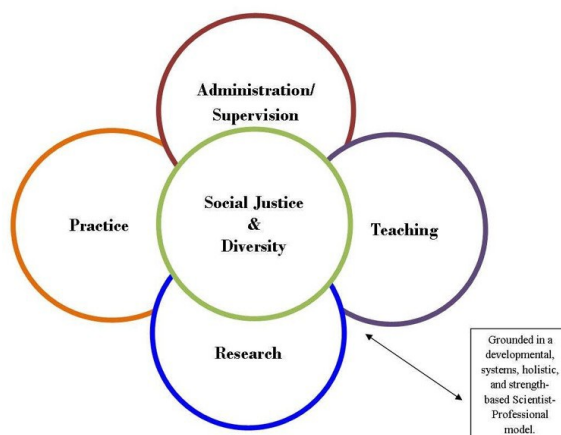 Administration/
Supervision
Practice
Social Justice
&
Diversity
Teaching
Research
Grounded in a
developmental,
systems, holistic,
and strength-
based Scientist-
Professional
model.